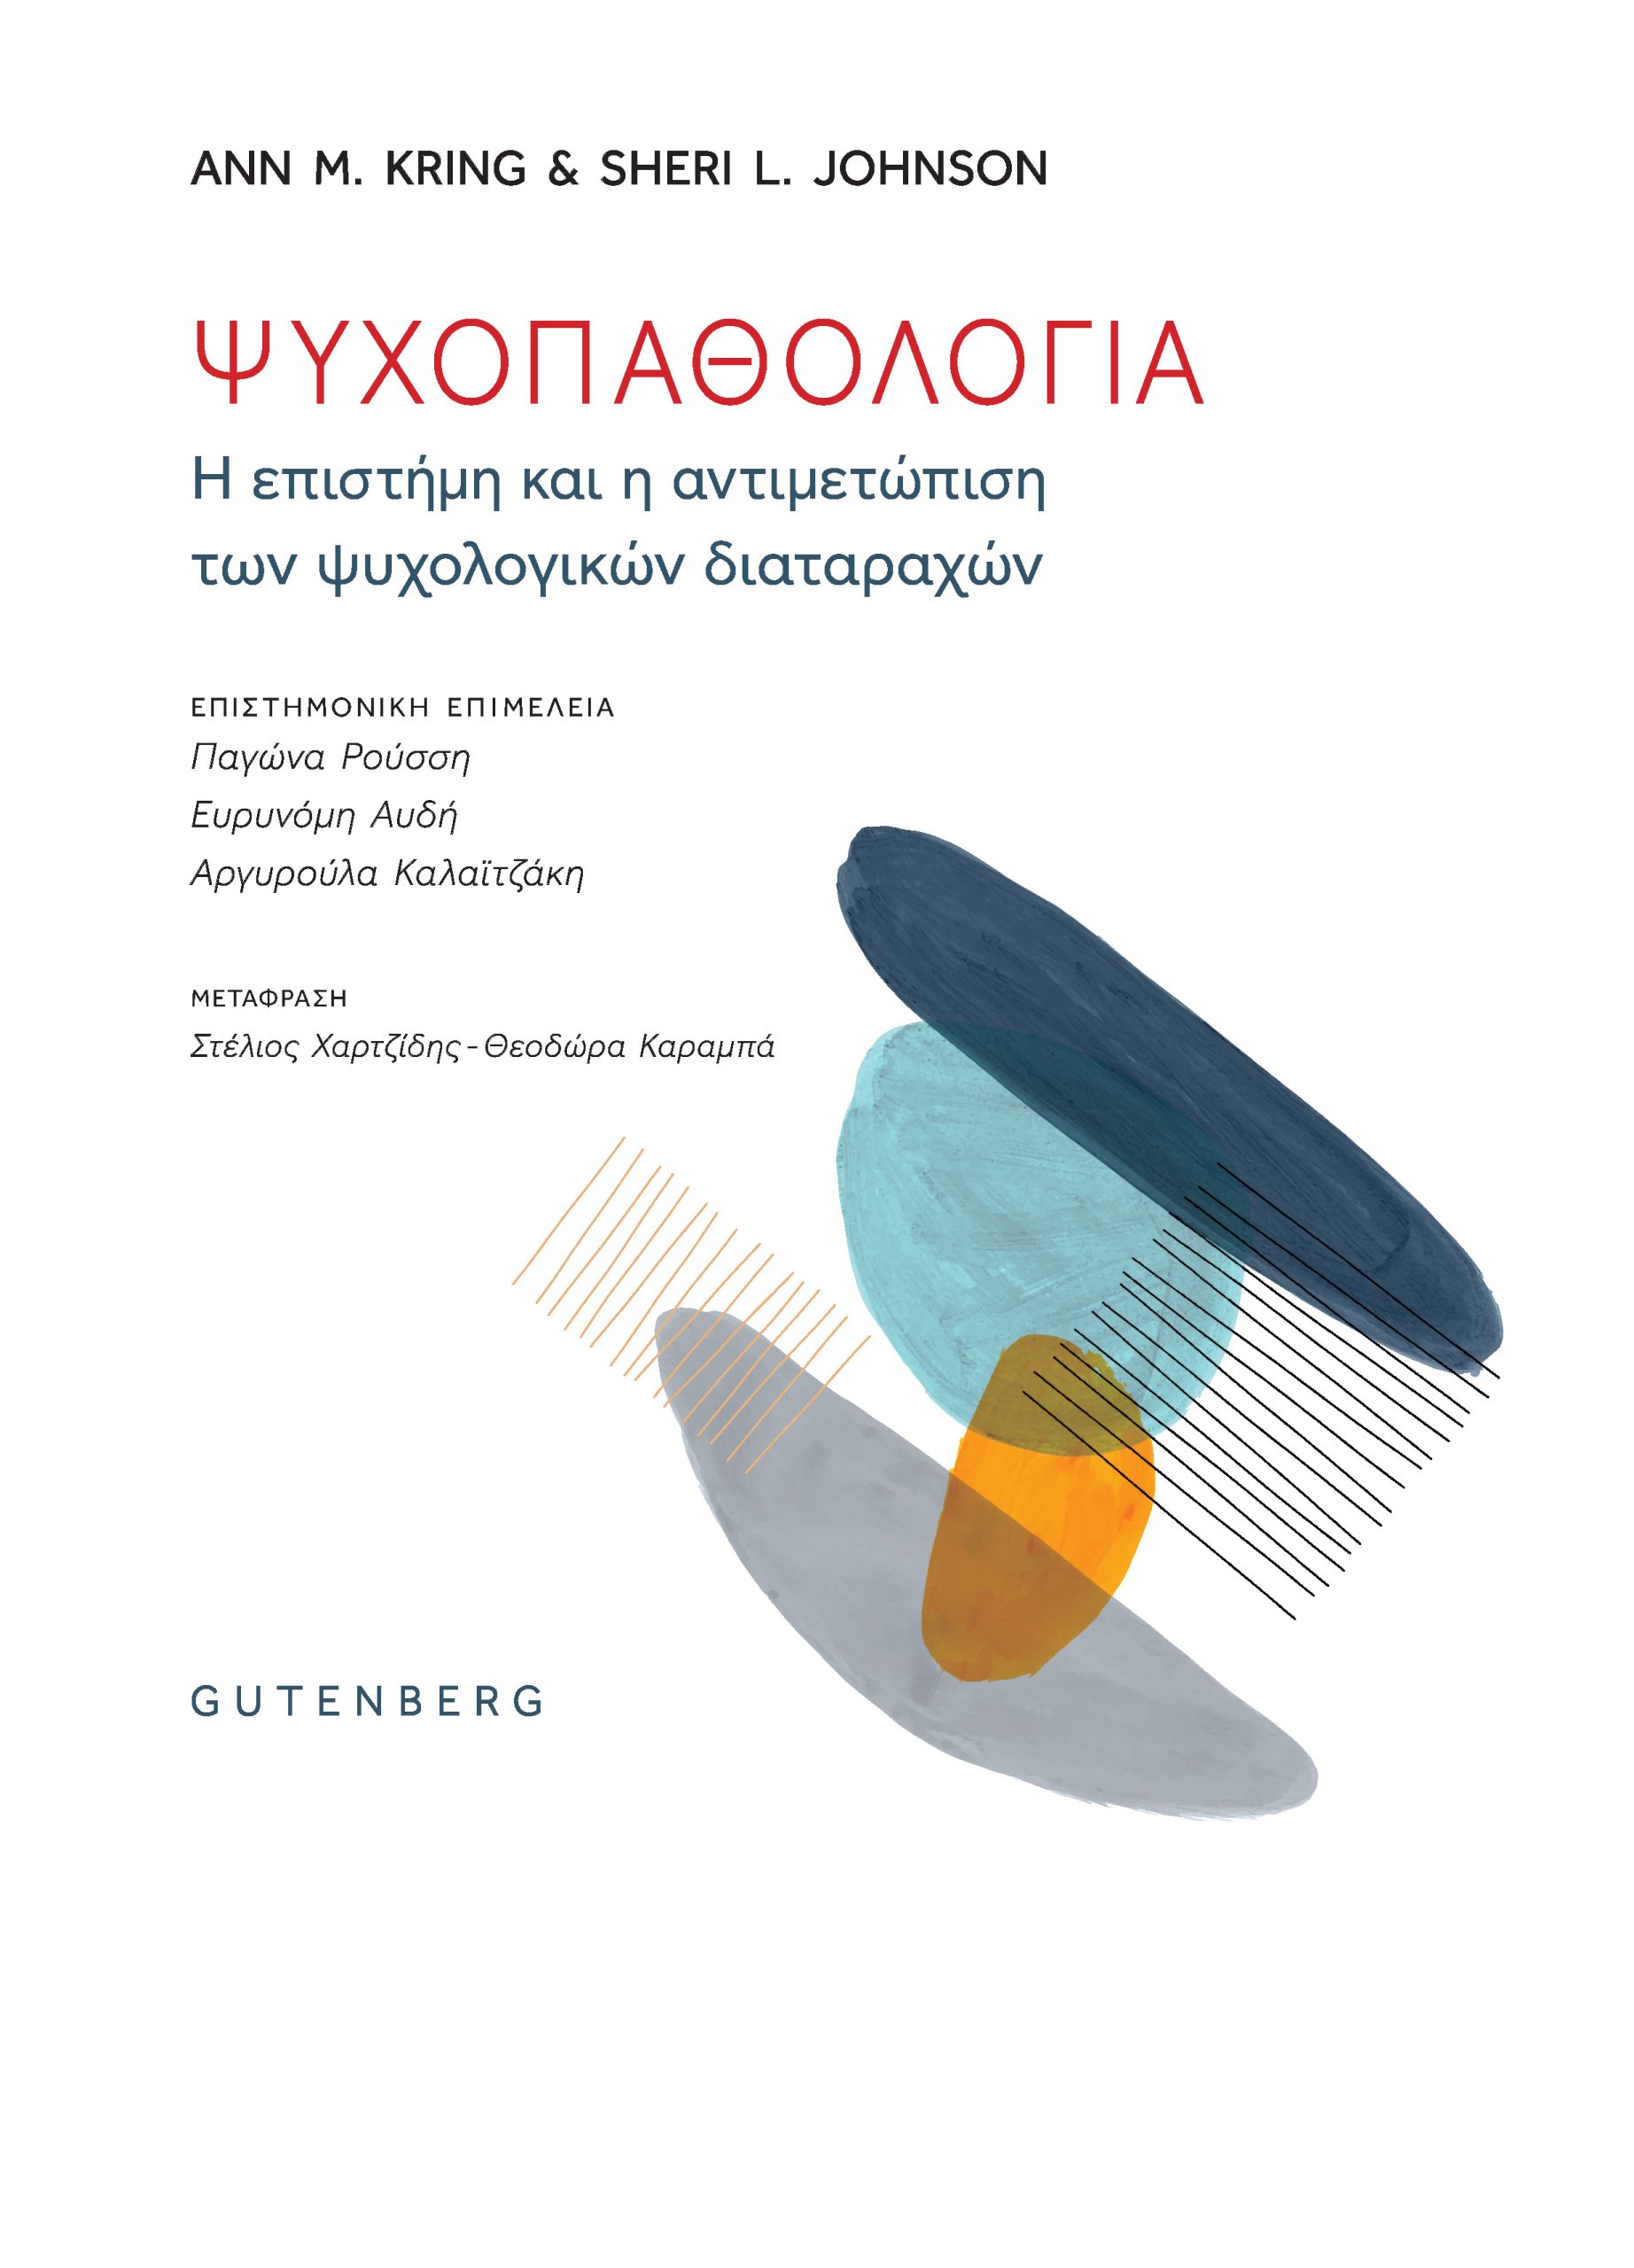 ANN M. KRING & SHERI L. JOHNSON
ΨΥΧΟΠΑΘΟΛΟΓΙΑ
Η επιστήμη και η αντιμετώπιση
των ψυχολογικών διαταραχών
ΕΠΙΣΤΗΜΟΝΙΚΗ ΕΠΙΜΕΛΕΙΑ
Παγώνα Ρούσση
Ευρυνόμη Αυδή
Αργυρούλα Καλαϊτζάκη
ΜΕΤΑΦΡΑΣΗ
Στέλιος Χαρτζίδης - Θεοδώρα Καραμπά
GUTENBERG